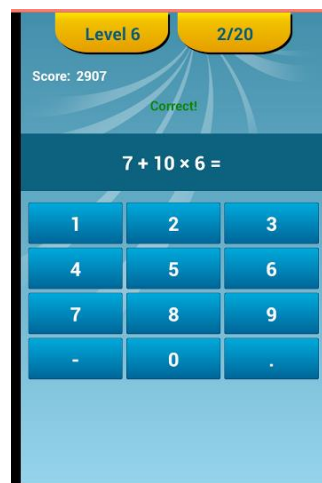 Level 6 2/20
Score: 2907
Correct!
7 + 10 × 6 =
1 2 3
4 5 6
7 8 9
- 0 .